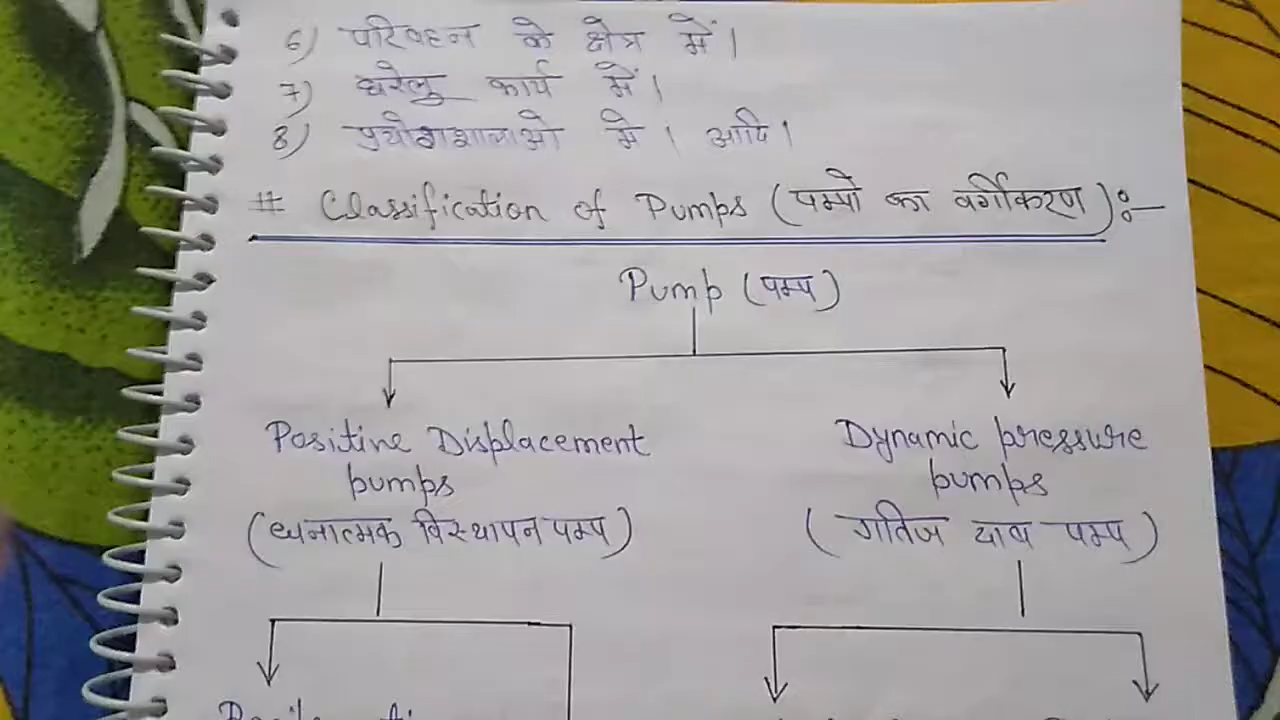 6) परिवहन के क्षेत्र में।
7) घरेलु कार्य में।
8) प्रयोगशालाओ मे। आदि।
# Classification of Pumps (पम्पो का वर्गीकरण):-
Pump (पम्प)
Positive Displacement pumps
(धनात्मक विस्थापन पम्प)
Dynamic pressure pumps
(गतिज दाब पम्प)